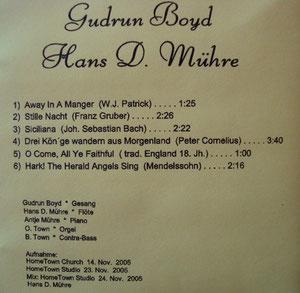 Gudrun Boyd
Hans D. Mühre
1) Away In A Manger (W.J. Patrick) . . . . . 1:25
2) Stille Nacht (Franz Gruber) . . . . . 2:26
3) Siciliana (Joh. Sebastian Bach) . . . . . 2:22
4) Drei Kön´ge wandern aus Morgenland (Peter Cornelius) . . . . 3:40
5) O Come, All Ye Faithful ( trad. England 18. Jh.) . . . . . 1:00
6) Hark! The Herald Angels Sing (Mendelssohn) . . . . . 2:16
Gudrun Boyd * Gesang
Hans D. Mühre * Flöte
Antje Mühre * Piano
O. Town * Orgel
B. Town * Contra-Bass
Aufnahme:
HomeTown Church 14. Nov. 2005
HomeTown Studio 23. Nov. 2005
Mix: HomeTown Studio 24. Nov. 2005
Hans D. Mühre